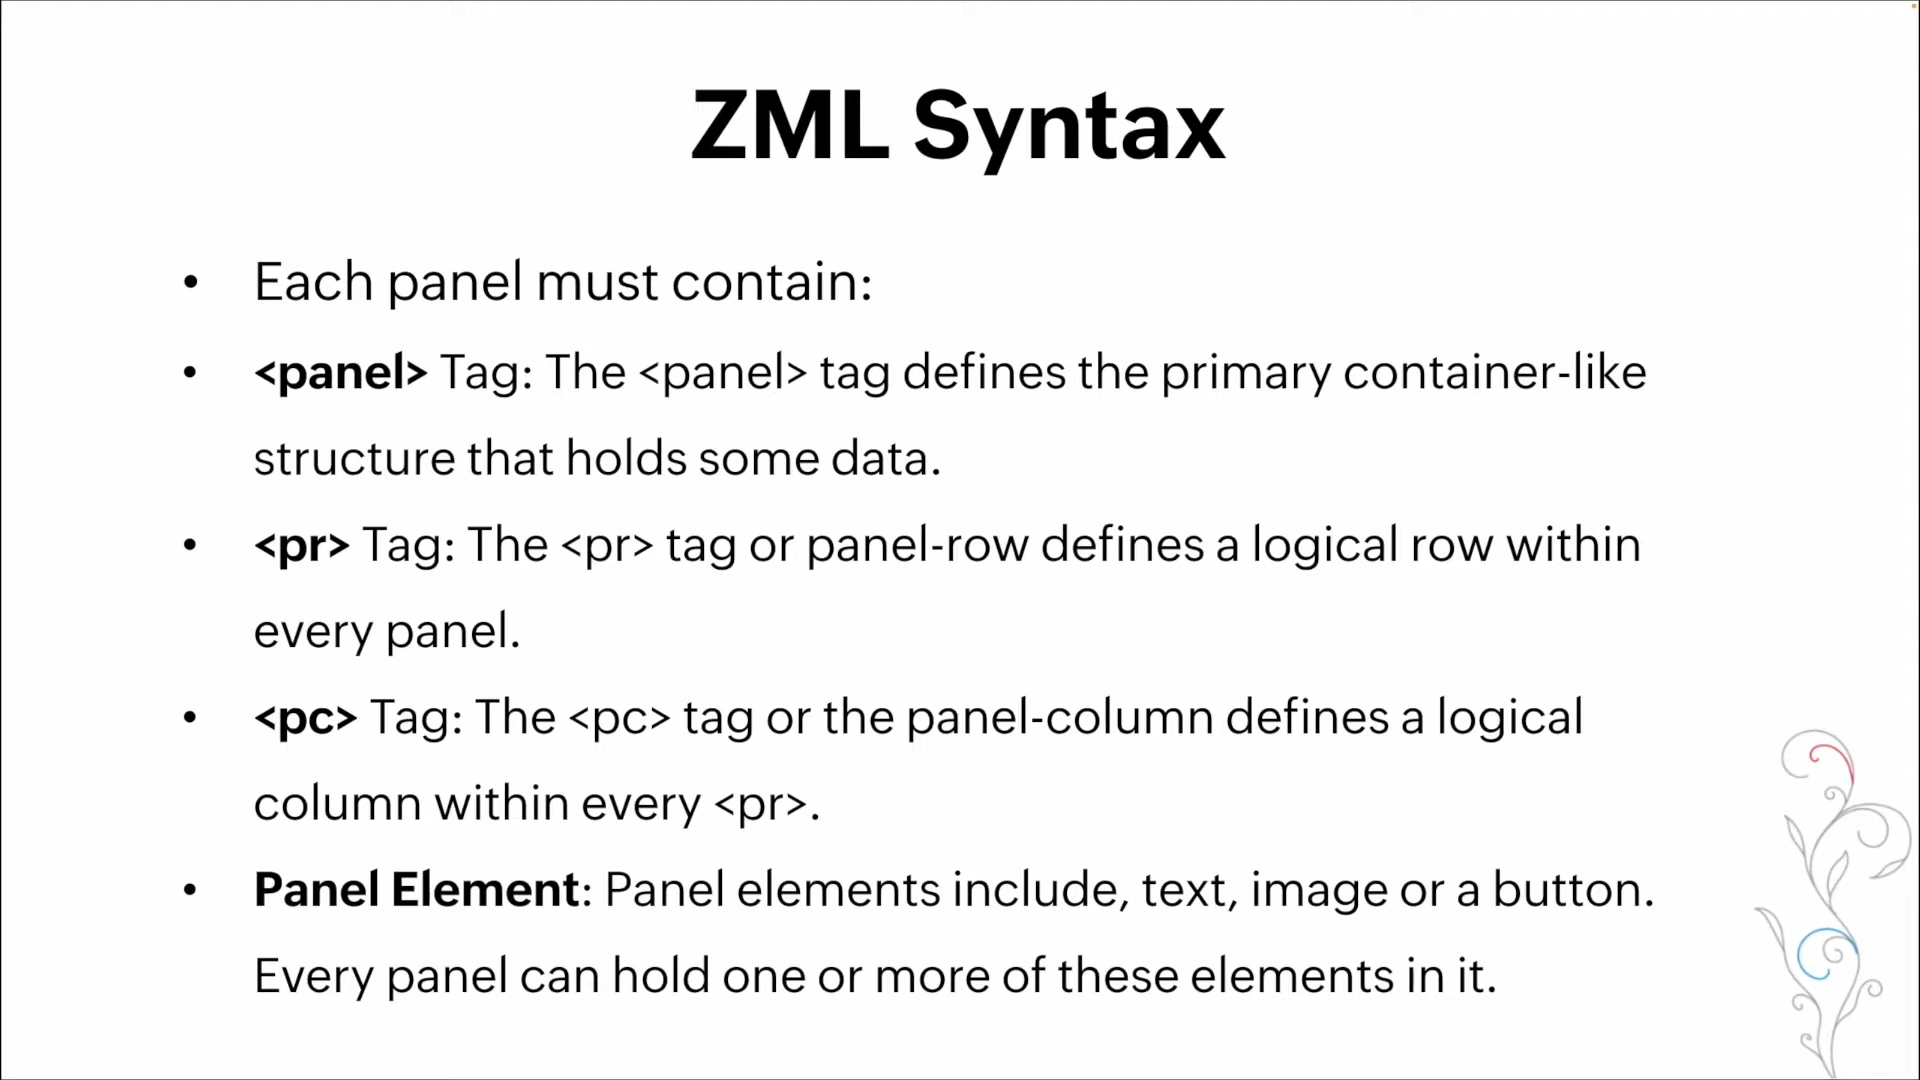 ZML Syntax
• Each panel must contain:
• <panel> Tag: The <panel> tag defines the primary container-like
structure that holds some data.
• <pr> Tag: The <pr> tag or panel-row defines a logical row within
every panel.
• <pc> Tag: The <pc> tag or the panel-column defines a logical
column within every <pr>.
• Panel Element: Panel elements include, text, image or a button.
Every panel can hold one or more of these elements in it.